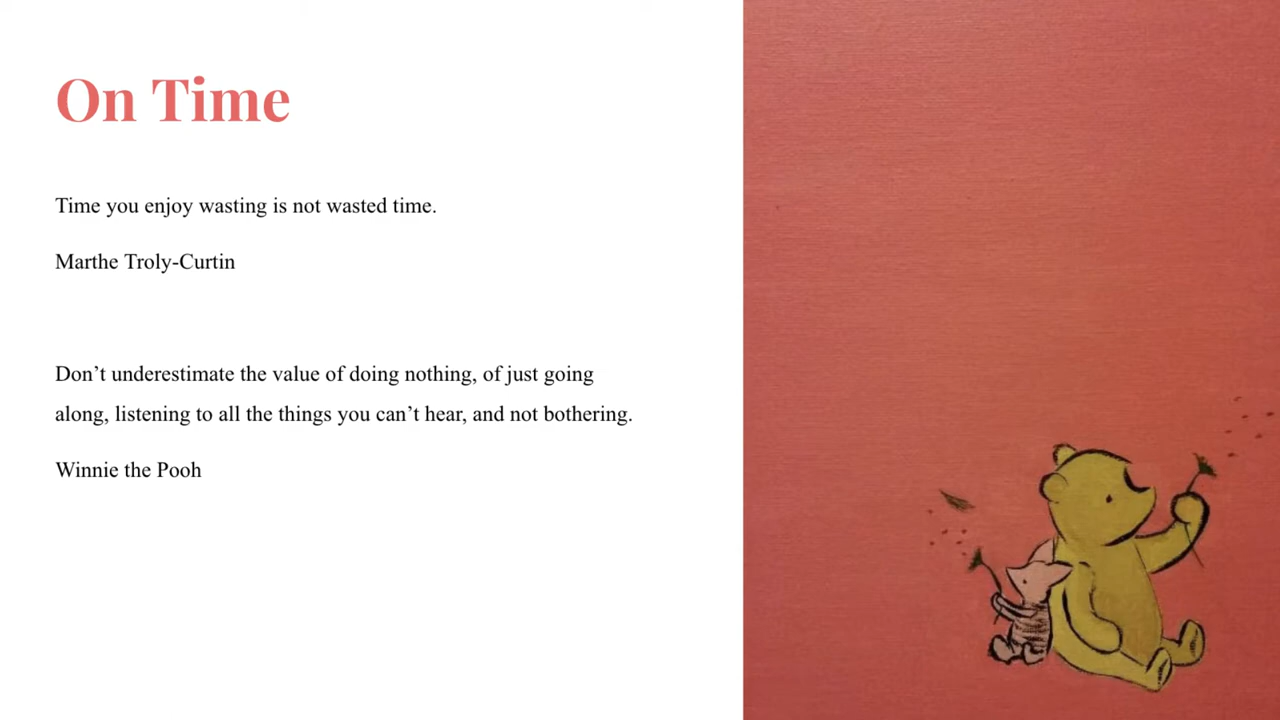 On Time
Time you enjoy wasting is not wasted time.
Marthe Troly-Curtin
Don’t underestimate the value of doing nothing, of just going
along, listening to all the things you can’t hear, and not bothering.
Winnie the Pooh